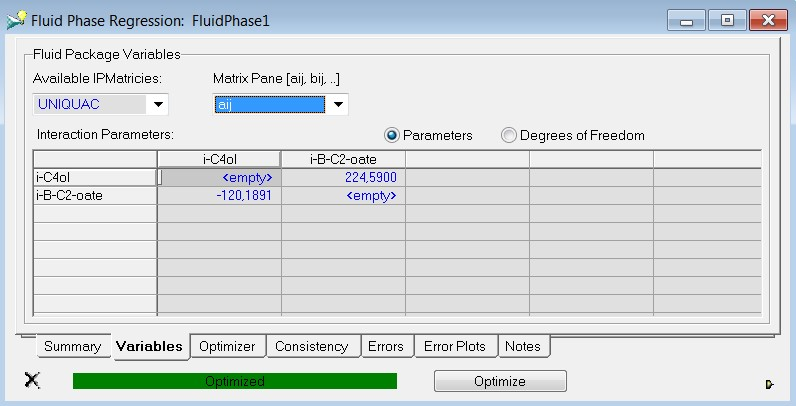 Fluid Phase Regression: FluidPhase1
Fluid Package Variables
Available IPMatricies: Matrix Pane [aij, bij, ..]
UNIQUAC aij
Interaction Parameters: Parameters Degrees of Freedom
i-C4ol i-B-C2-oate
i-C4ol <empty> 224,5900
i-B-C2-oate -120,1891 <empty>
Summary Variables Optimizer Consistency Errors Error Plots Notes
Optimized Optimize